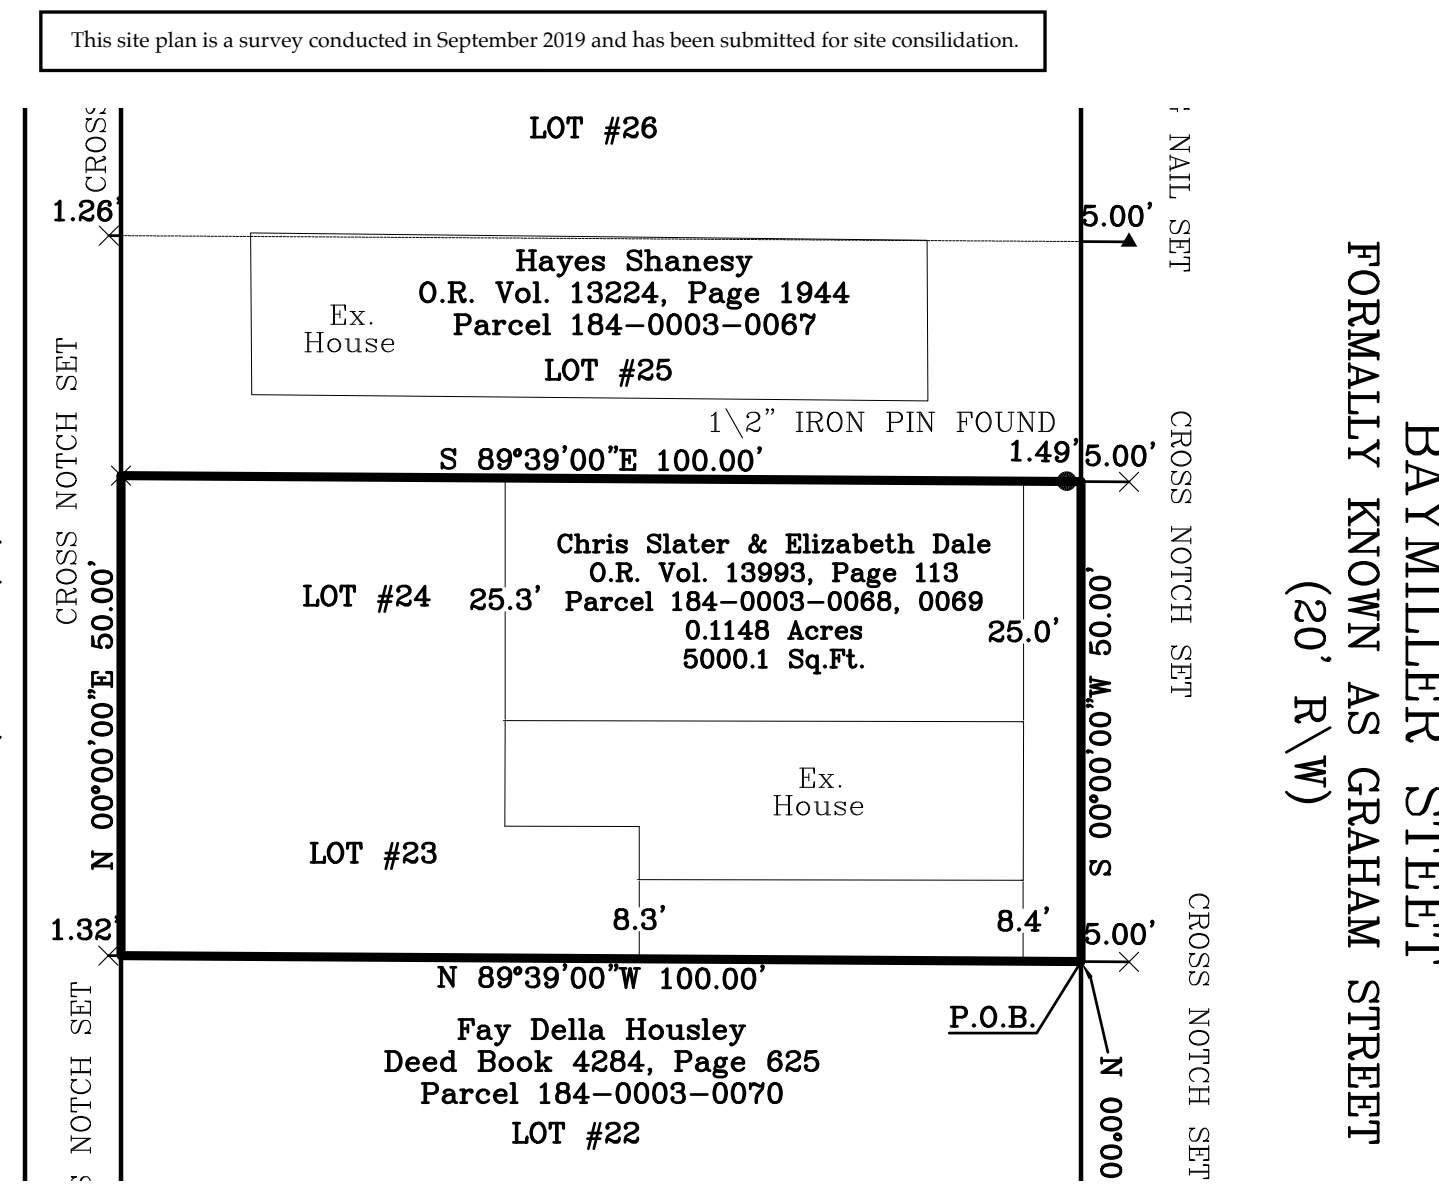 This site plan is a survey conducted in September 2019 and has been submitted for site consilidation.
LOT #26
CROSS
NAIL SET
1.26'
5.00'
Hayes Shanesy
O.R. Vol. 13224, Page 1944
Parcel 184-0003-0067
LOT #25
Ex.
House
CROSS NOTCH SET
1\2" IRON PIN FOUND
S 89°39'00"E 100.00'
1.49'
5.00'
CROSS NOTCH SET
Chris Slater & Elizabeth Dale
O.R. Vol. 13993, Page 113
Parcel 184-0003-0068, 0069
0.1148 Acres
5000.1 Sq.Ft.
LOT #24
25.3'
25.0'
N 00°00'00"E 50.00'
S 00°00'00"W 50.00'
Ex.
House
LOT #23
8.3'
8.4'
1.32'
5.00'
N 89°39'00"W 100.00'
P.O.B.
Fay Della Housley
Deed Book 4284, Page 625
Parcel 184-0003-0070
LOT #22
S NOTCH SET
N 00°00
CROSS NOTCH SET
BAYMILLER STEET
FORMALLY KNOWN AS GRAHAM STREET
(20' R\W)